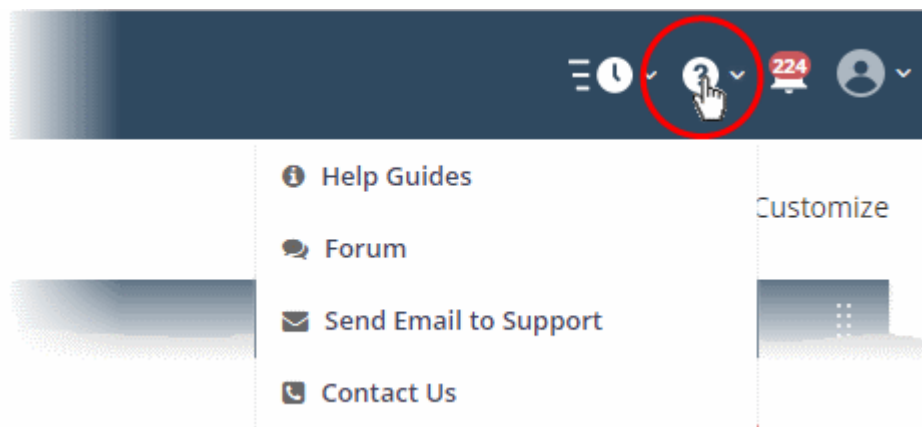 224
Help Guides
Customize
Forum
Send Email to Support
Contact Us